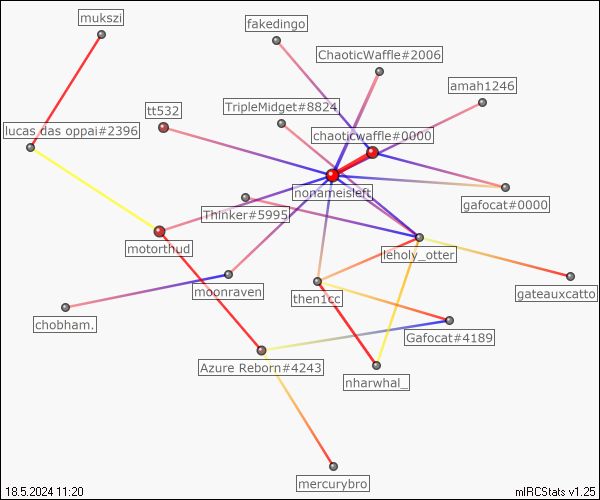 mukszi
fakedingo
ChaoticWaffle#2006
amah1246
tt532
TripleMidget#8824
lucas das oppai#2396
chaoticwaffle#0000
nonameisleft
gafocat#0000
Thinker#5995
motorthud
leholy_otter
moonraven
then1cc
gateauxcatto
chobham.
Gafocat#4189
Azure Reborn#4243
nharwhal_
mercurybro
18.5.2024 11:20
mIRCStats v1.25